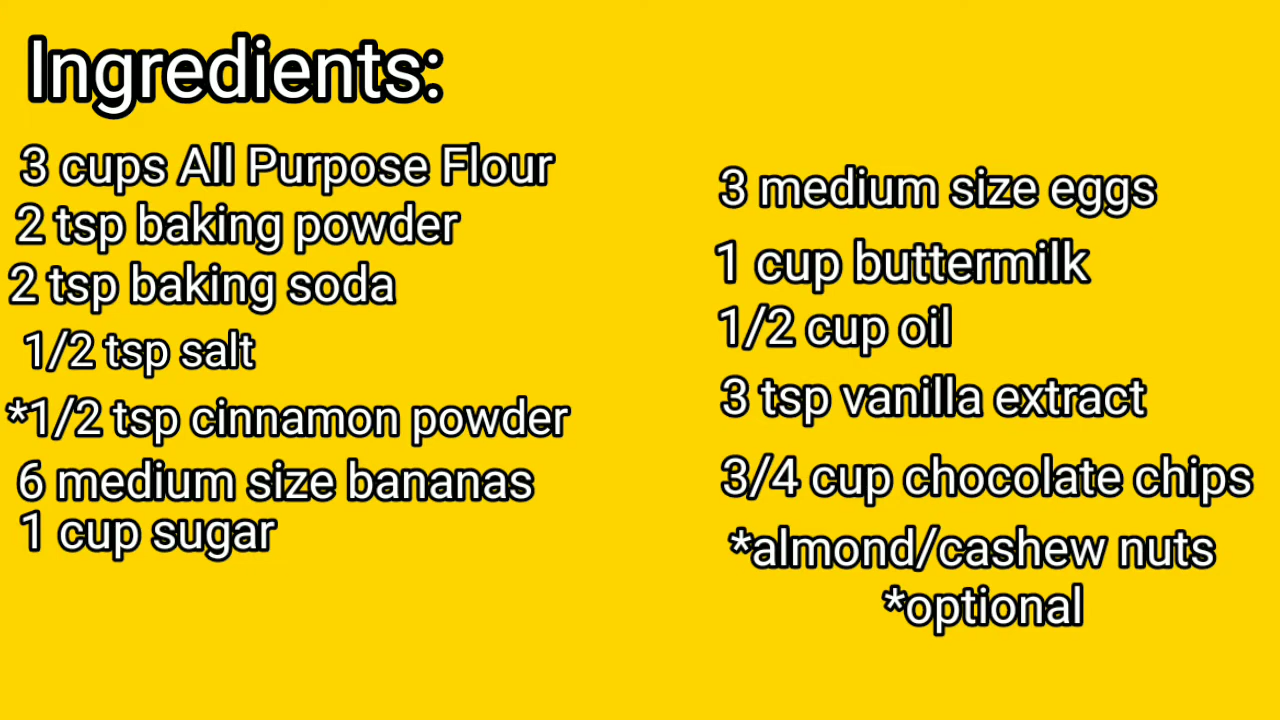 Ingredients:
3 cups All Purpose Flour
2 tsp baking powder
2 tsp baking soda
1/2 tsp salt
*1/2 tsp cinnamon powder
6 medium size bananas
1 cup sugar
3 medium size eggs
1 cup buttermilk
1/2 cup oil
3 tsp vanilla extract
3/4 cup chocolate chips
*almond/cashew nuts
*optional